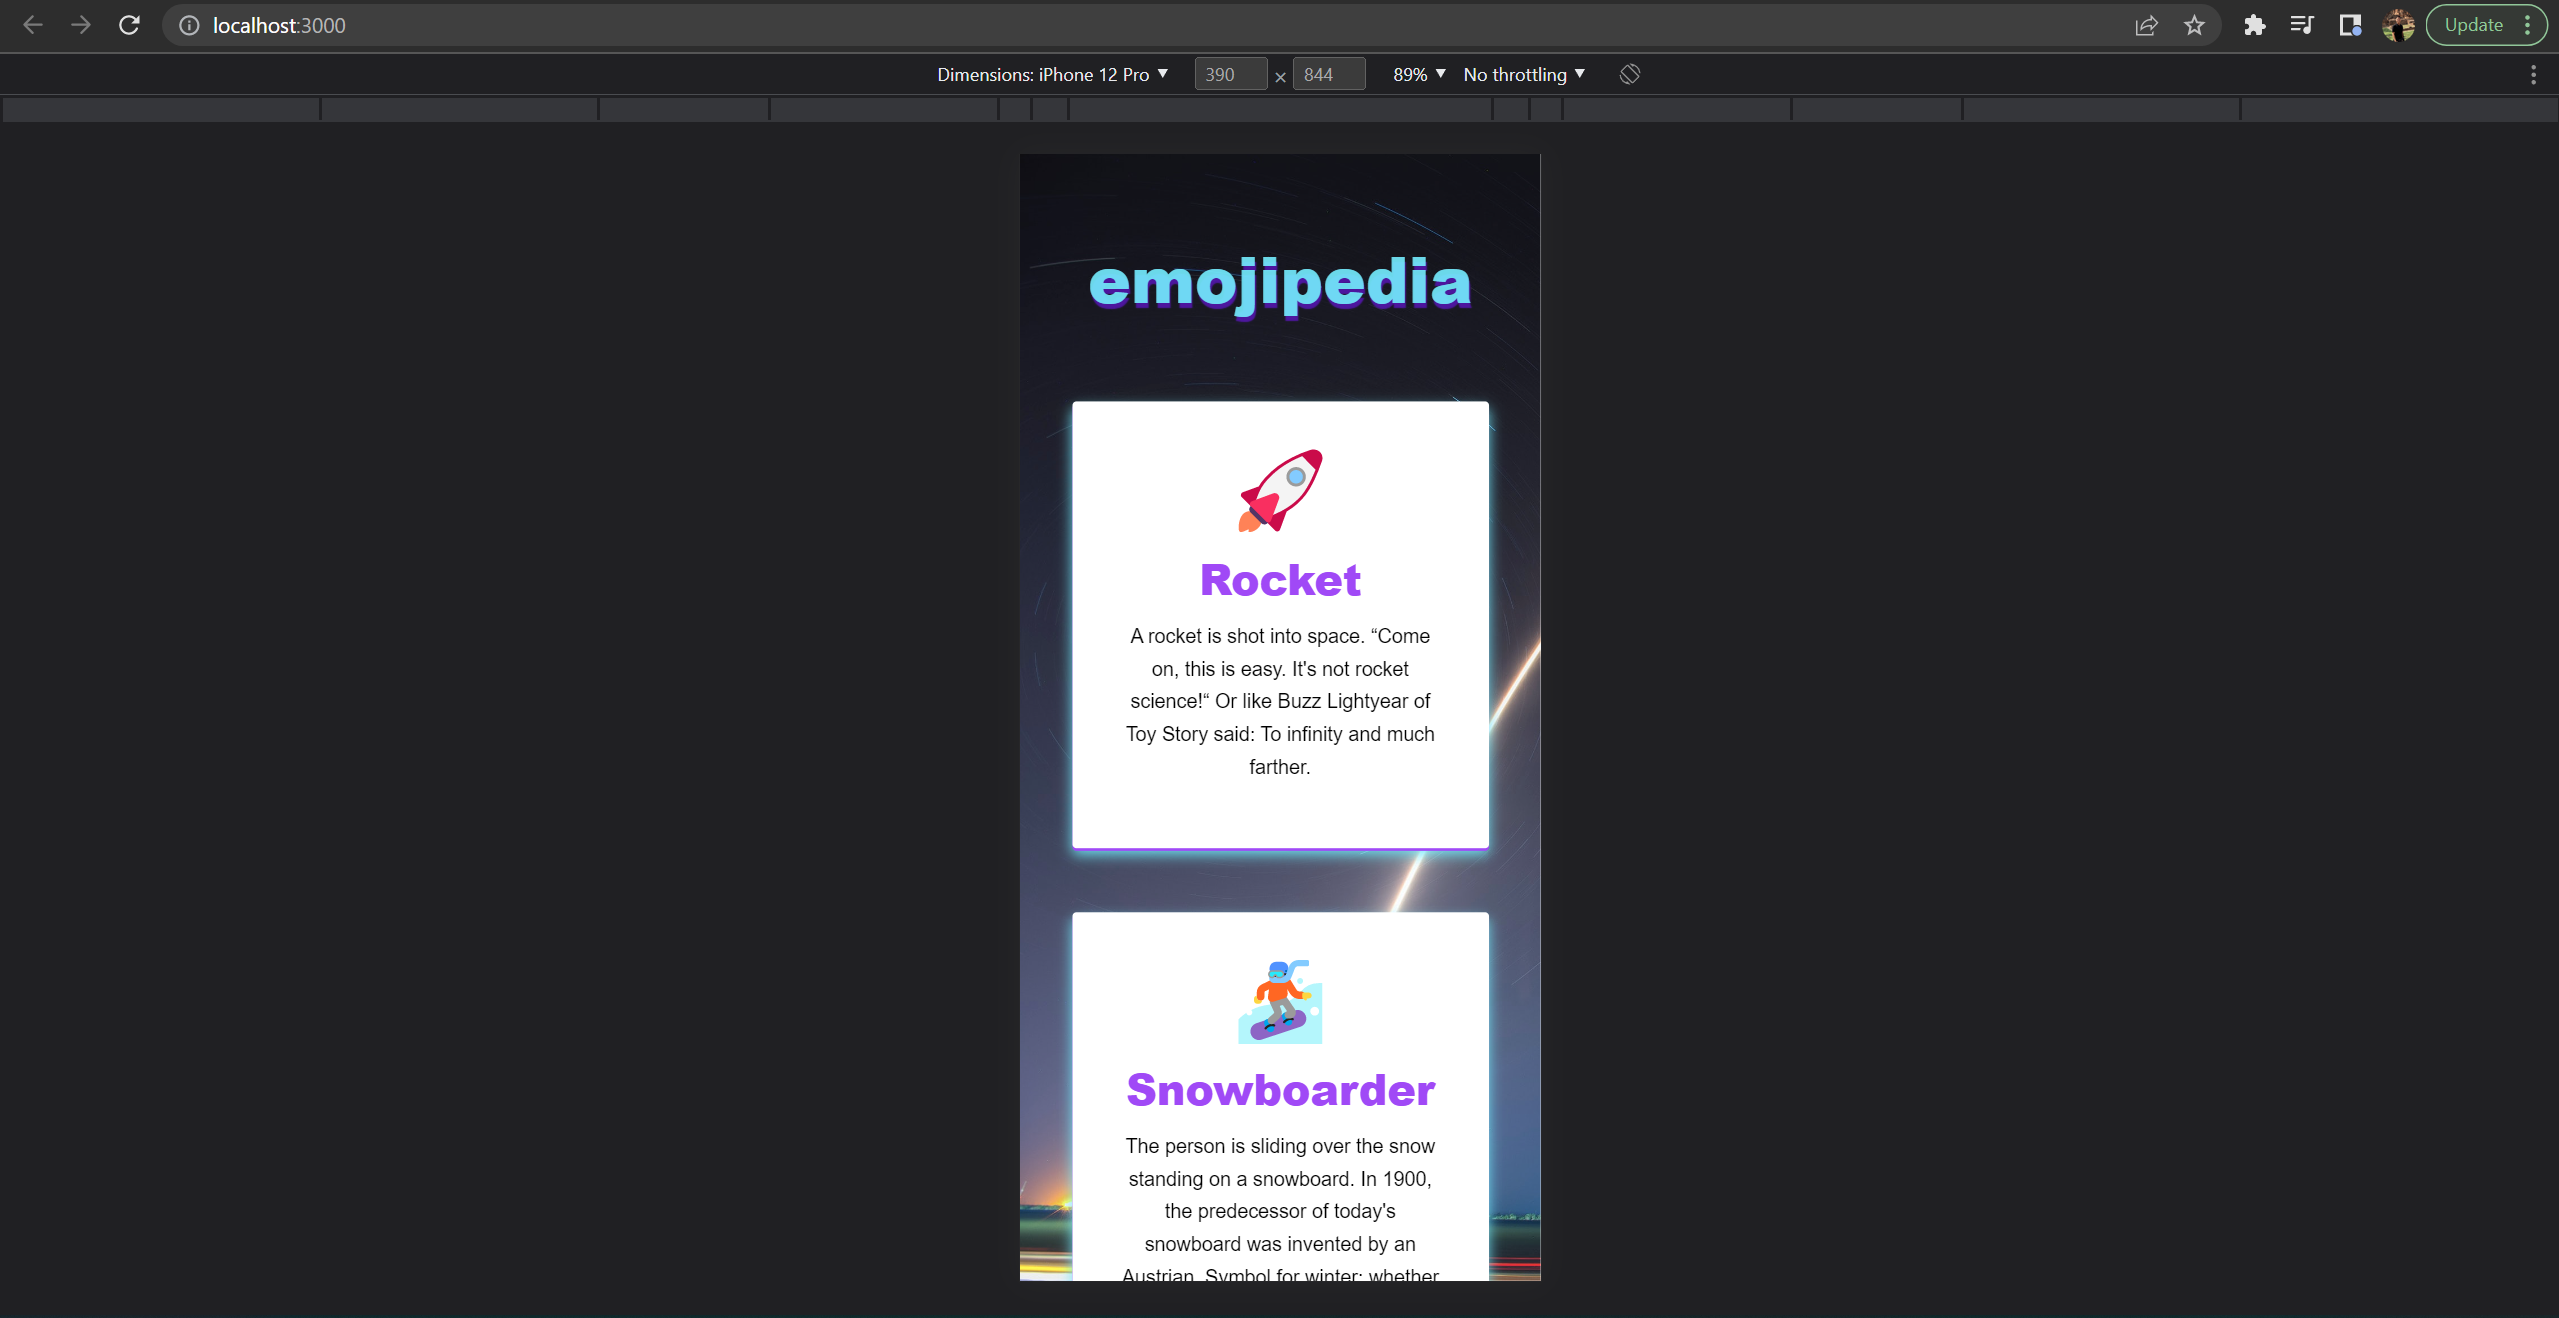 localhost:3000
Update
Dimensions: iPhone 12 Pro ▼ 390 × 844 89% ▼ No throttling ▼
emojipedia
Rocket
A rocket is shot into space. “Come
on, this is easy. It's not rocket
science!“ Or like Buzz Lightyear of
Toy Story said: To infinity and much
farther.
Snowboarder
The person is sliding over the snow
standing on a snowboard. In 1900,
the predecessor of today's
snowboard was invented by an
Austrian. Symbol for winter: whether